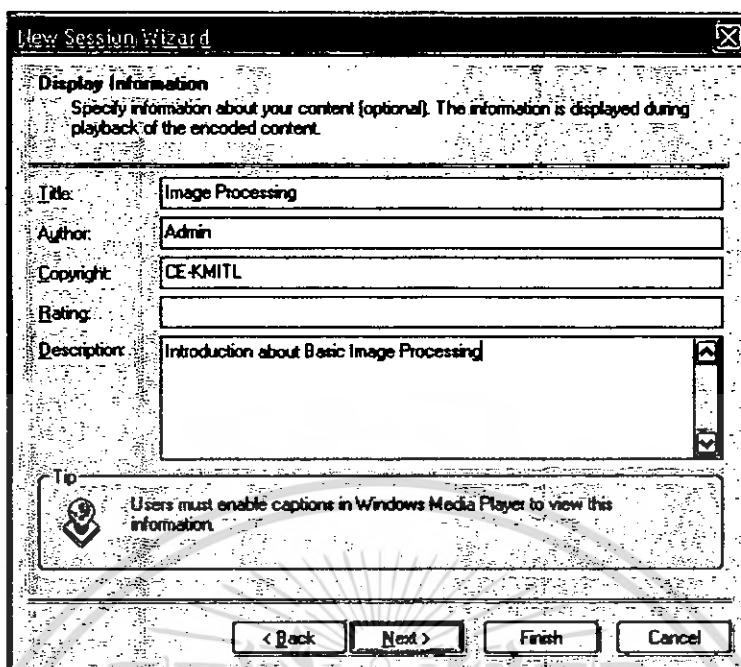 New Session Wizard
Display Information
Specify information about your content (optional). The information is displayed during
playback of the encoded content.
Title: Image Processing
Author: Admin
Copyright: CE-KMITL
Rating:
Description: Introduction about Basic Image Processing
Tip
Users must enable captions in Windows Media Player to view this
information.
< Back Next > Finish Cancel